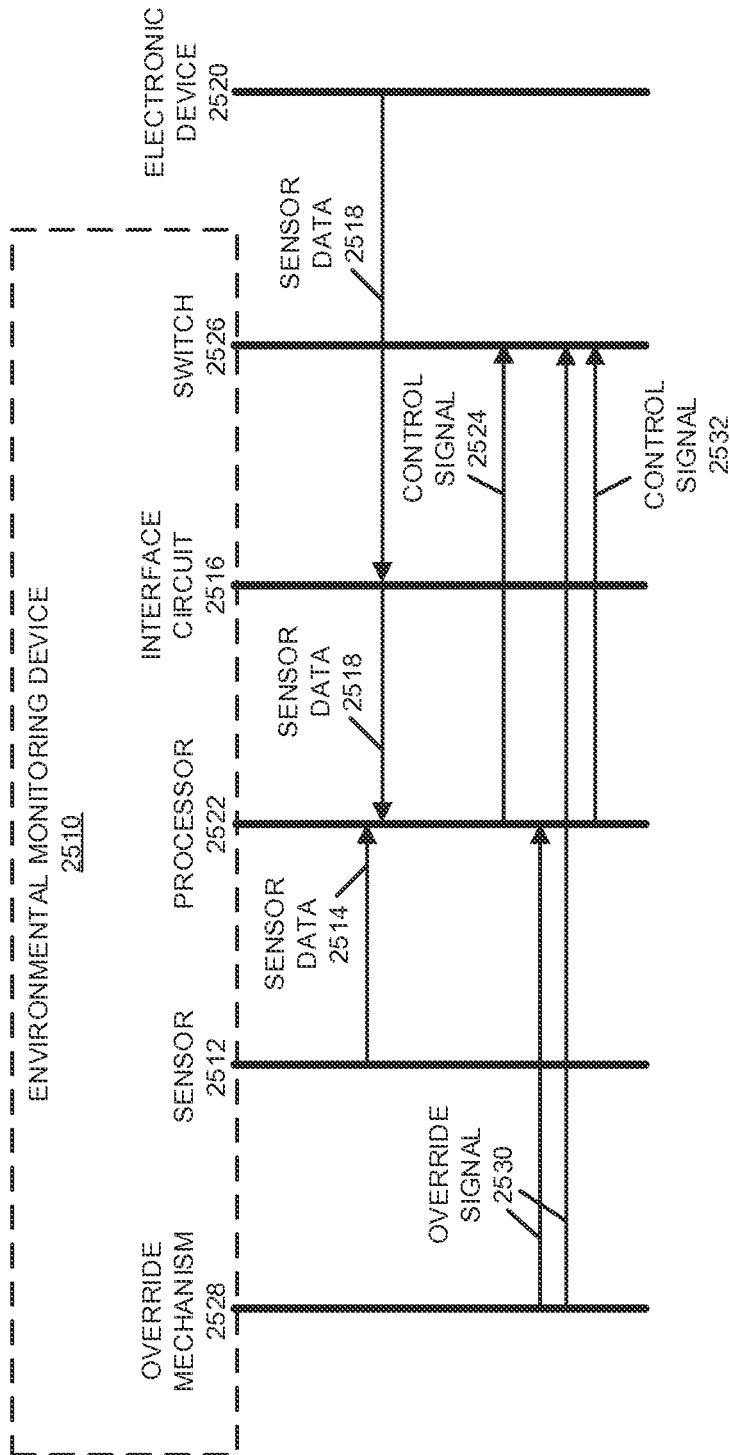 ENVIRONMENTAL MONITORING DEVICE
2510
OVERRIDE
MECHANISM
2528
SENSOR
2512
PROCESSOR
2522
INTERFACE
CIRCUIT
2516
SWITCH
2526
ELECTRONIC
DEVICE
2520
SENSOR
DATA
2514
SENSOR
DATA
2518
SENSOR
DATA
2518
CONTROL
SIGNAL
2524
OVERRIDE
SIGNAL
2530
CONTROL
SIGNAL
2532